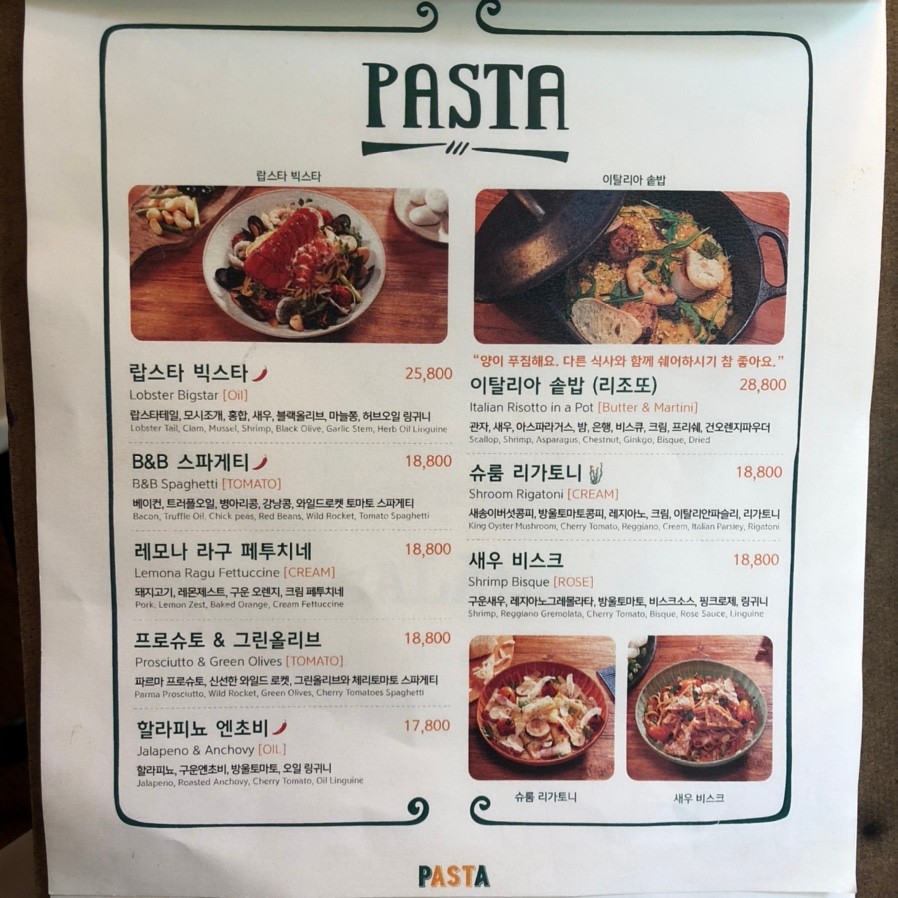 PASTA
랍스타 빅스타
랍스타 빅스타 25,800
Lobster Bigstar [Oil]
랍스타테일, 모시조개, 홍합, 새우, 블랙올리브, 마늘쫑, 허브오일 링귀니
Lobster Tail, Clam, Mussel, Shrimp, Black Olive, Garlic Stem, Herb Oil Linguine
B&B 스파게티 18,800
B&B Spaghetti [TOMATO]
베이컨, 트러플오일, 병아리콩, 강낭콩, 와일드로켓 토마토 스파게티
Bacon, Truffle Oil, Chick peas, Red Beans, Wild Rocket, Tomato Spaghetti
레모나 라구 페투치네 18,800
Lemona Ragu Fettuccine [CREAM]
돼지고기, 레몬제스트, 구운 오렌지, 크림 페투치네
Pork, Lemon Zest, Baked Orange, Cream Fettuccine
프로슈토 & 그린올리브 18,800
Prosciutto & Green Olives [TOMATO]
파르마 프로슈토, 신선한 와일드 로켓, 그린올리브와 체리토마토 스파게티
Parma Prosciutto, Wild Rocket, Green Olives, Cherry Tomatoes Spaghetti
할라피뇨 엔초비 17,800
Jalapeno & Anchovy [OIL]
할라피뇨, 구운엔초비, 방울토마토, 오일 링귀니
Jalapeno, Roasted Anchovy, Cherry Tomato, Oil Linguine
이탈리아 솥밥
“양이 푸짐해요. 다른 식사와 함께 쉐어하시기 참 좋아요.”
이탈리아 솥밥 (리조또) 28,800
Italian Risotto in a Pot [Butter & Martini]
관자, 새우, 아스파라거스, 밤, 은행, 비스큐, 크림, 프리쉐, 건오렌지파우더
Scallop, Shrimp, Asparagus, Chestnut, Ginkgo, Bisque, Dried
슈룸 리가토니 18,800
Shroom Rigatoni [CREAM]
새송이버섯콩피, 방울토마토콩피, 레지아노, 크림, 이탈리안파슬리, 리가토니
King Oyster Mushroom, Cherry Tomato, Reggiano, Cream, Italian Parsley, Rigatoni
새우 비스크 18,800
Shrimp Bisque [ROSE]
구운새우, 레지아노그레몰라타, 방울토마토, 비스크소스, 핑크로제, 링귀니
Shrimp, Reggiano Gremolata, Cherry Tomato, Bisque, Rose Sauce, Linguine
슈룸 리가토니
새우 비스크
PASTA